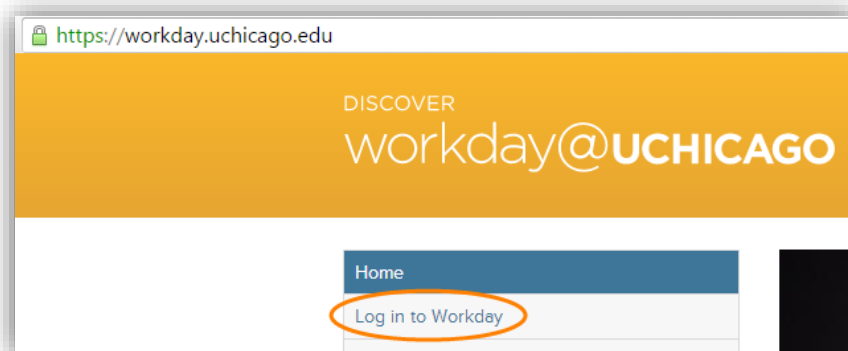 https://workday.uchicago.edu
DISCOVER
workday@UCHICAGO
Home
Log in to Workday